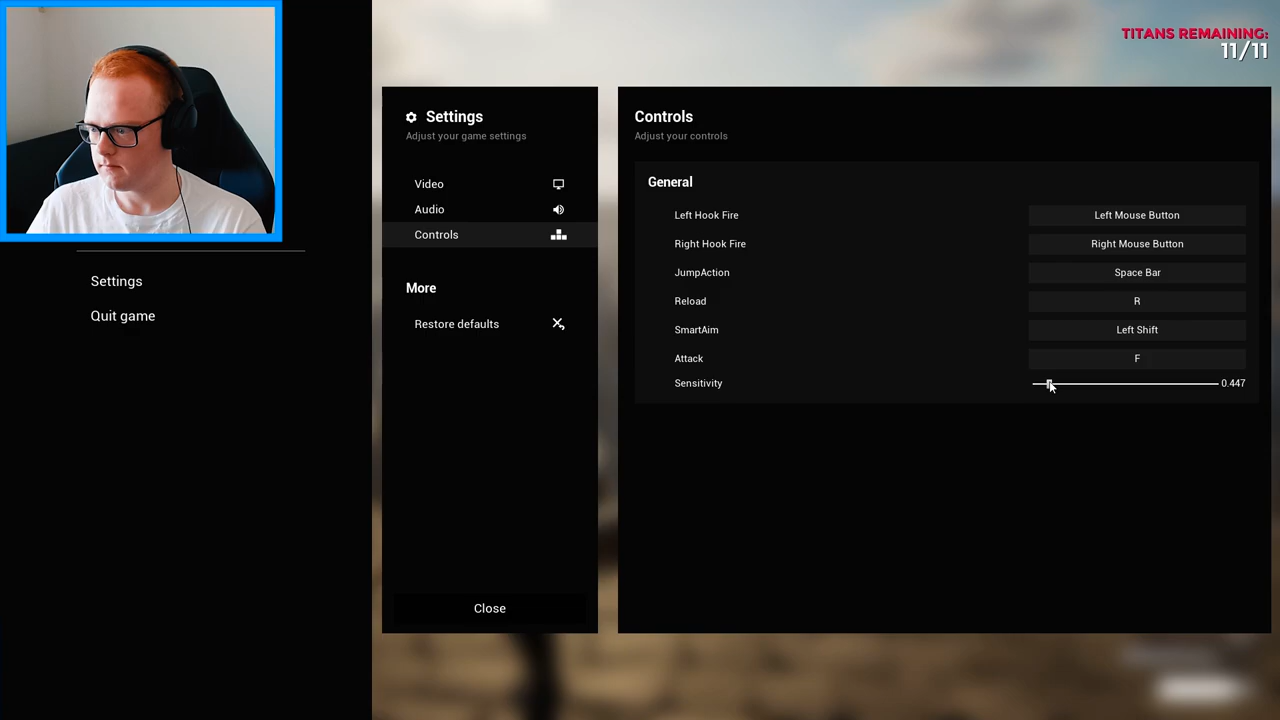 TITANS REMAINING:
11/11
Settings
Quit game
Settings
Adjust your game settings
Video
Audio
Controls
More
Restore defaults
Close
Controls
Adjust your controls
General
Left Hook Fire Left Mouse Button
Right Hook Fire Right Mouse Button
JumpAction Space Bar
Reload R
SmartAim Left Shift
Attack F
Sensitivity 0.447